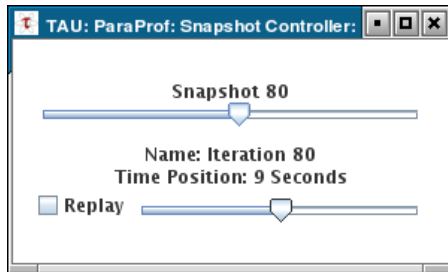 TAU: ParaProf: Snapshot Controller:
Snapshot 80
Name: Iteration 80
Time Position: 9 Seconds
Replay